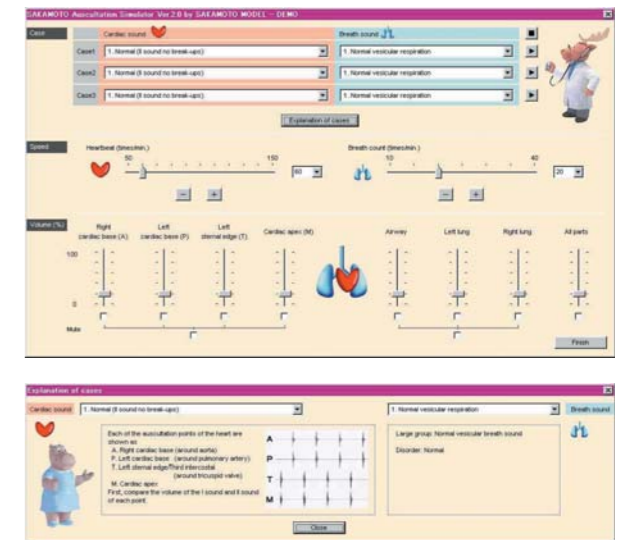 SAKAMOTO Auscultation Simulator Ver2.0 by SAKAMOTO MODEL - DEMO
Case
Cardiac sound
Breath sound
Case1 1. Normal (II sound no break-ups) 1. Normal vesicular respiration
Case2 1. Normal (II sound no break-ups) 1. Normal vesicular respiration
Case3 1. Normal (II sound no break-ups) 1. Normal vesicular respiration
Explanation of cases
Speed
Heartbeat (times/min.)
Breath count (times/min.)
50 150 60
10 40 20
- +
- +
Volume (%)
Right cardiac base (A)
Left cardiac base (P)
Left sternal edge (T)
Cardiac apex (M)
Airway
Left lung
Right lung
All parts
100
0
Mute
Finish
Explanation of cases
Cardiac sound 1. Normal (II sound no break-ups) 1. Normal vesicular respiration Breath sound
Each of the auscultation points of the heart are
shown as
A. Right cardiac base (around aorta)
P. Left cardiac base (around pulmonary artery)
T. Left sternal edge/Third intercostal
(around tricuspid valve)
M. Cardiac apex
First, compare the volume of the I sound and II sound
of each point.
A
P
T
M
Large group: Normal vesicular breath sound
Disorder: Normal
Close